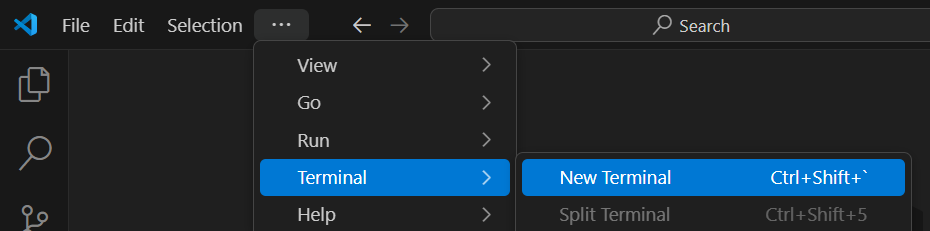 File Edit Selection ··· Search
View
Go
Run
Terminal
New Terminal Ctrl+Shift+`
Help
Split Terminal Ctrl+Shift+5